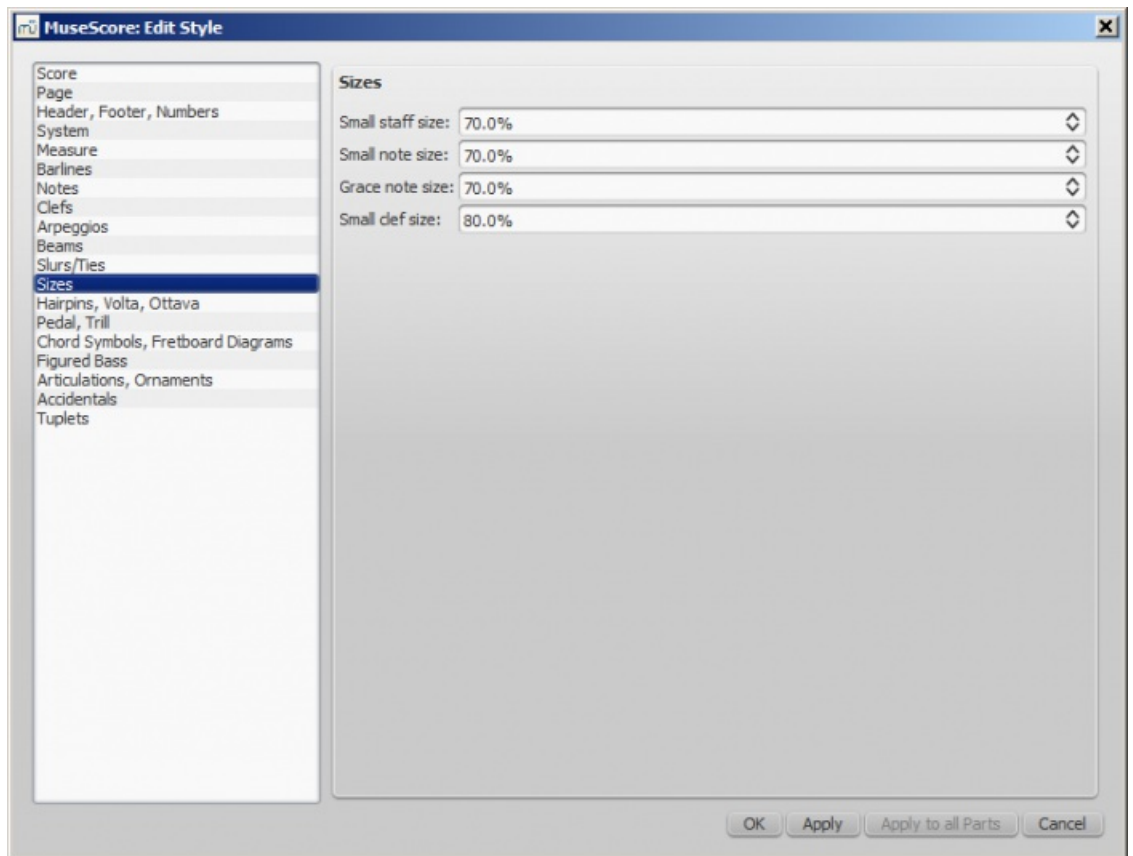 MuseScore: Edit Style
Score
Page
Header, Footer, Numbers
System
Measure
Barlines
Notes
Clefs
Arpeggios
Beams
Slurs/Ties
Sizes
Hairpins, Volta, Ottava
Pedal, Trill
Chord Symbols, Fretboard Diagrams
Figured Bass
Articulations, Ornaments
Accidentals
Tuplets
Sizes
Small staff size: 70.0%
Small note size: 70.0%
Grace note size: 70.0%
Small clef size: 80.0%
OK Apply Apply to all Parts Cancel